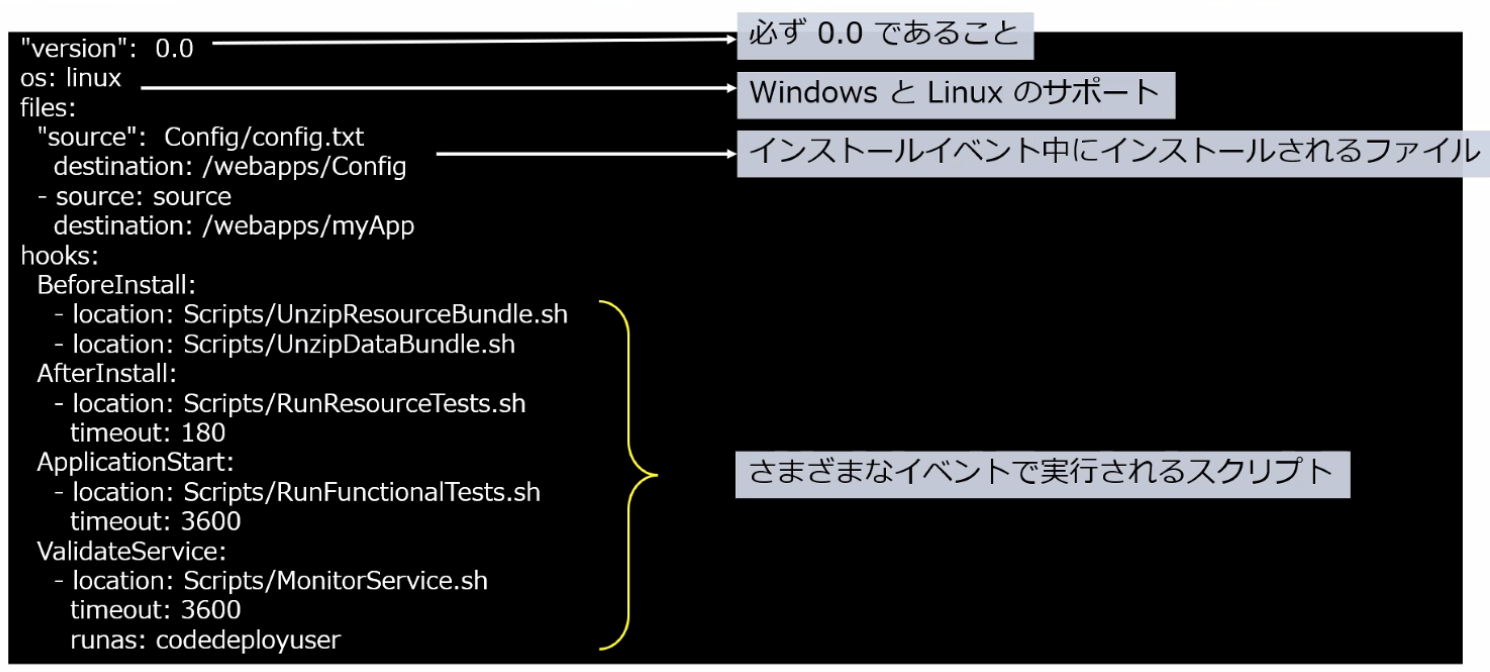 "version": 0.0
必ず 0.0 であること
os: linux
Windows と Linux のサポート
files:
"source": Config/config.txt
インストールイベント中にインストールされるファイル
destination: /webapps/Config
- source: source
destination: /webapps/myApp
hooks:
BeforeInstall:
- location: Scripts/UnzipResourceBundle.sh
- location: Scripts/UnzipDataBundle.sh
AfterInstall:
- location: Scripts/RunResourceTests.sh
timeout: 180
ApplicationStart:
さまざまなイベントで実行されるスクリプト
- location: Scripts/RunFunctionalTests.sh
timeout: 3600
ValidateService:
- location: Scripts/MonitorService.sh
timeout: 3600
runas: codedeployuser